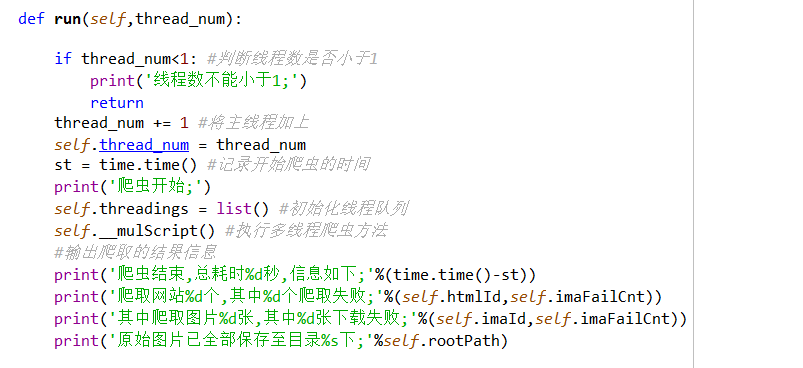 def run(self,thread_num):
if thread_num<1: #判断线程数是否小于1
print('线程数不能小于1;')
return
thread_num += 1 #将主线程加上
self.thread_num = thread_num
st = time.time() #记录开始爬虫的时间
print('爬虫开始;')
self.threadings = list() #初始化线程队列
self.__mulScript() #执行多线程爬虫方法
#输出爬取的结果信息
print('爬虫结束,总耗时%d秒,信息如下;'%(time.time()-st))
print('爬取网站%d个,其中%d个爬取失败;'%(self.htmlId,self.imaFailCnt))
print('其中爬取图片%d张,其中%d张下载失败;'%(self.imaId,self.imaFailCnt))
print('原始图片已全部保存至目录%s下;'%self.rootPath)